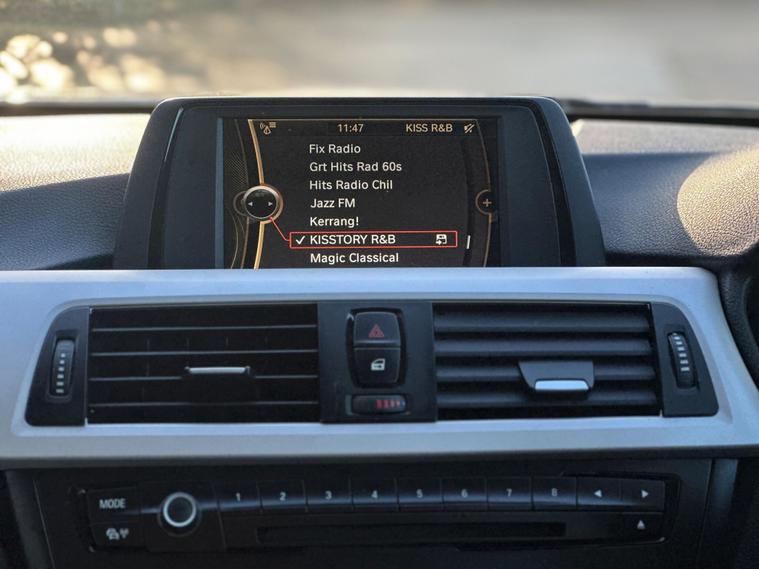 11:47 KISS R&B
Fix Radio
Grt Hits Rad 60s
Hits Radio Chil
Jazz FM
Kerrang!
KISSTORY R&B
Magic Classical
MODE 1 2 3 4 5 6 7 8